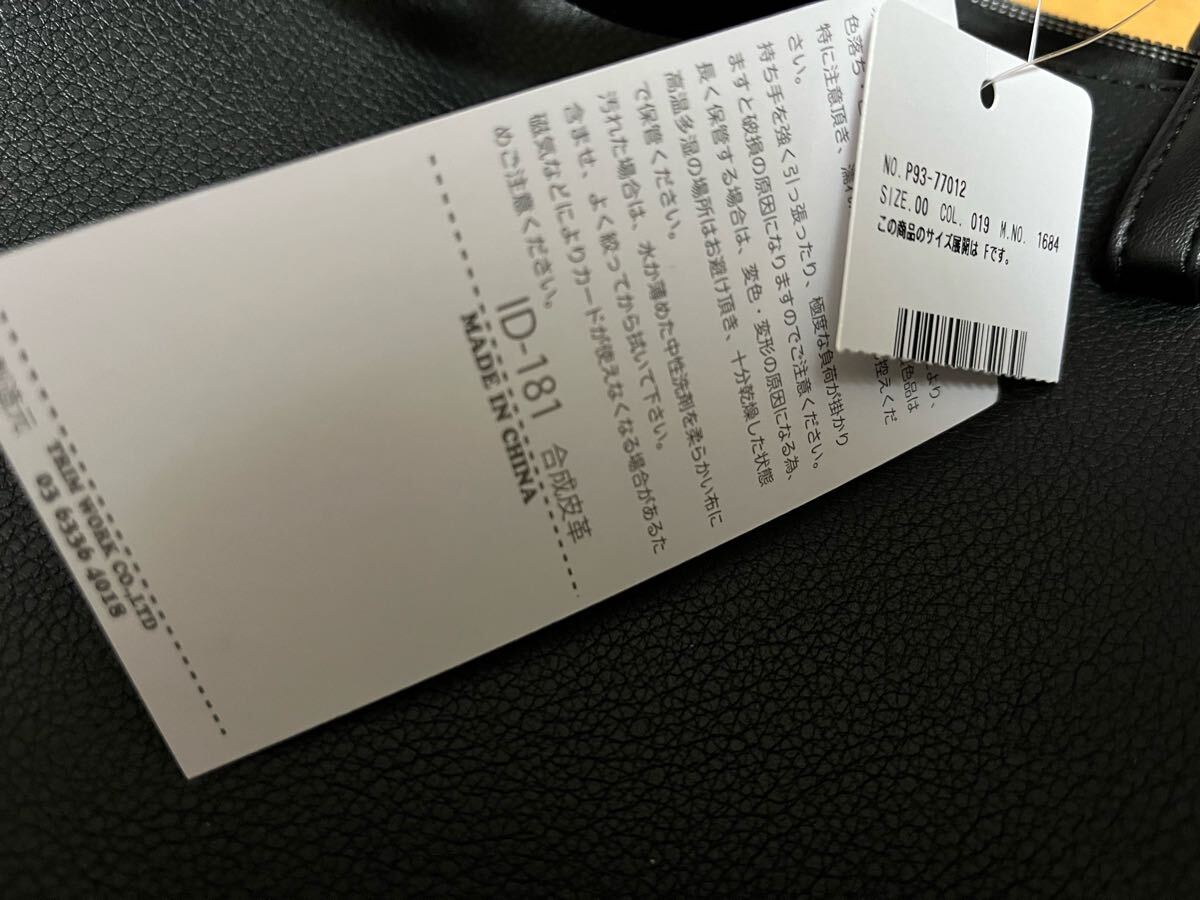 NO. P93-77012
SIZE. 00 COL. 019 M.NO. 1684
この商品のサイズ展開は Fです。
色落ち
特に注意頂き、
さい。
持ち手を強く引っ張ったり、極度な負荷が掛かり
ますと破損の原因になりますのでご注意ください。
長く保管する場合は、変色・変形の原因になる為、
高温多湿の場所はお避け頂き、十分乾燥した状態
で保管ください。
汚れた場合は、水か薄めた中性洗剤を柔らかい布に
含ませ、よく絞ってから拭いて下さい。
磁気などによりカードが使えなくなる場合があるた
めご注意ください。
ID-181 合成皮革
MADE IN CHINA
TRIM WORK CO.,LTD
03 6336 4018